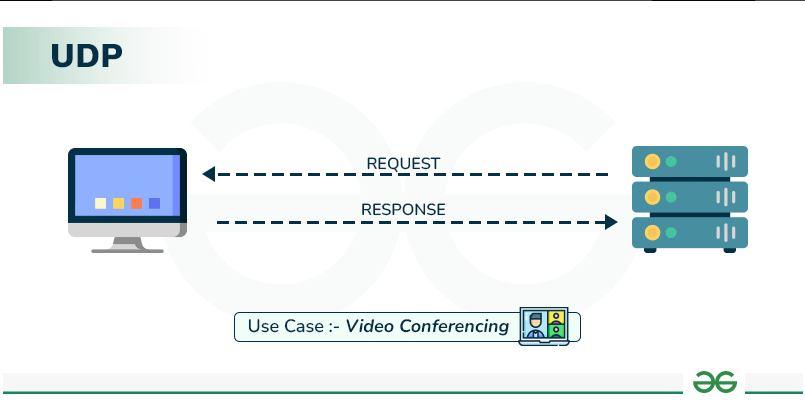 UDP
REQUEST
RESPONSE
Use Case :- Video Conferencing